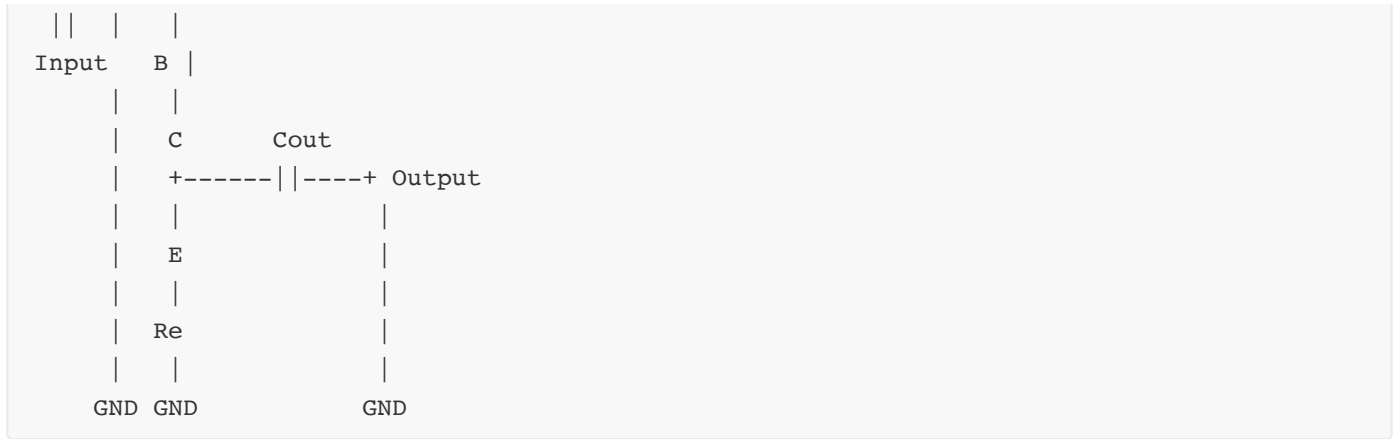 ||  |   |
Input   B |
     |   |
     |   C      Cout
     |   +------||----+ Output
     |   |             |
     |   E             |
     |   |             |
     |  Re             |
     |   |             |
    GND GND           GND